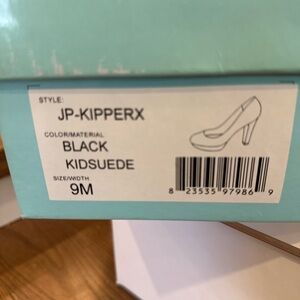 STYLE:
JP-KIPPERX
COLOR/MATERIAL
BLACK
KIDSUEDE
SIZE/WIDTH
9M
8 23535 97986 9